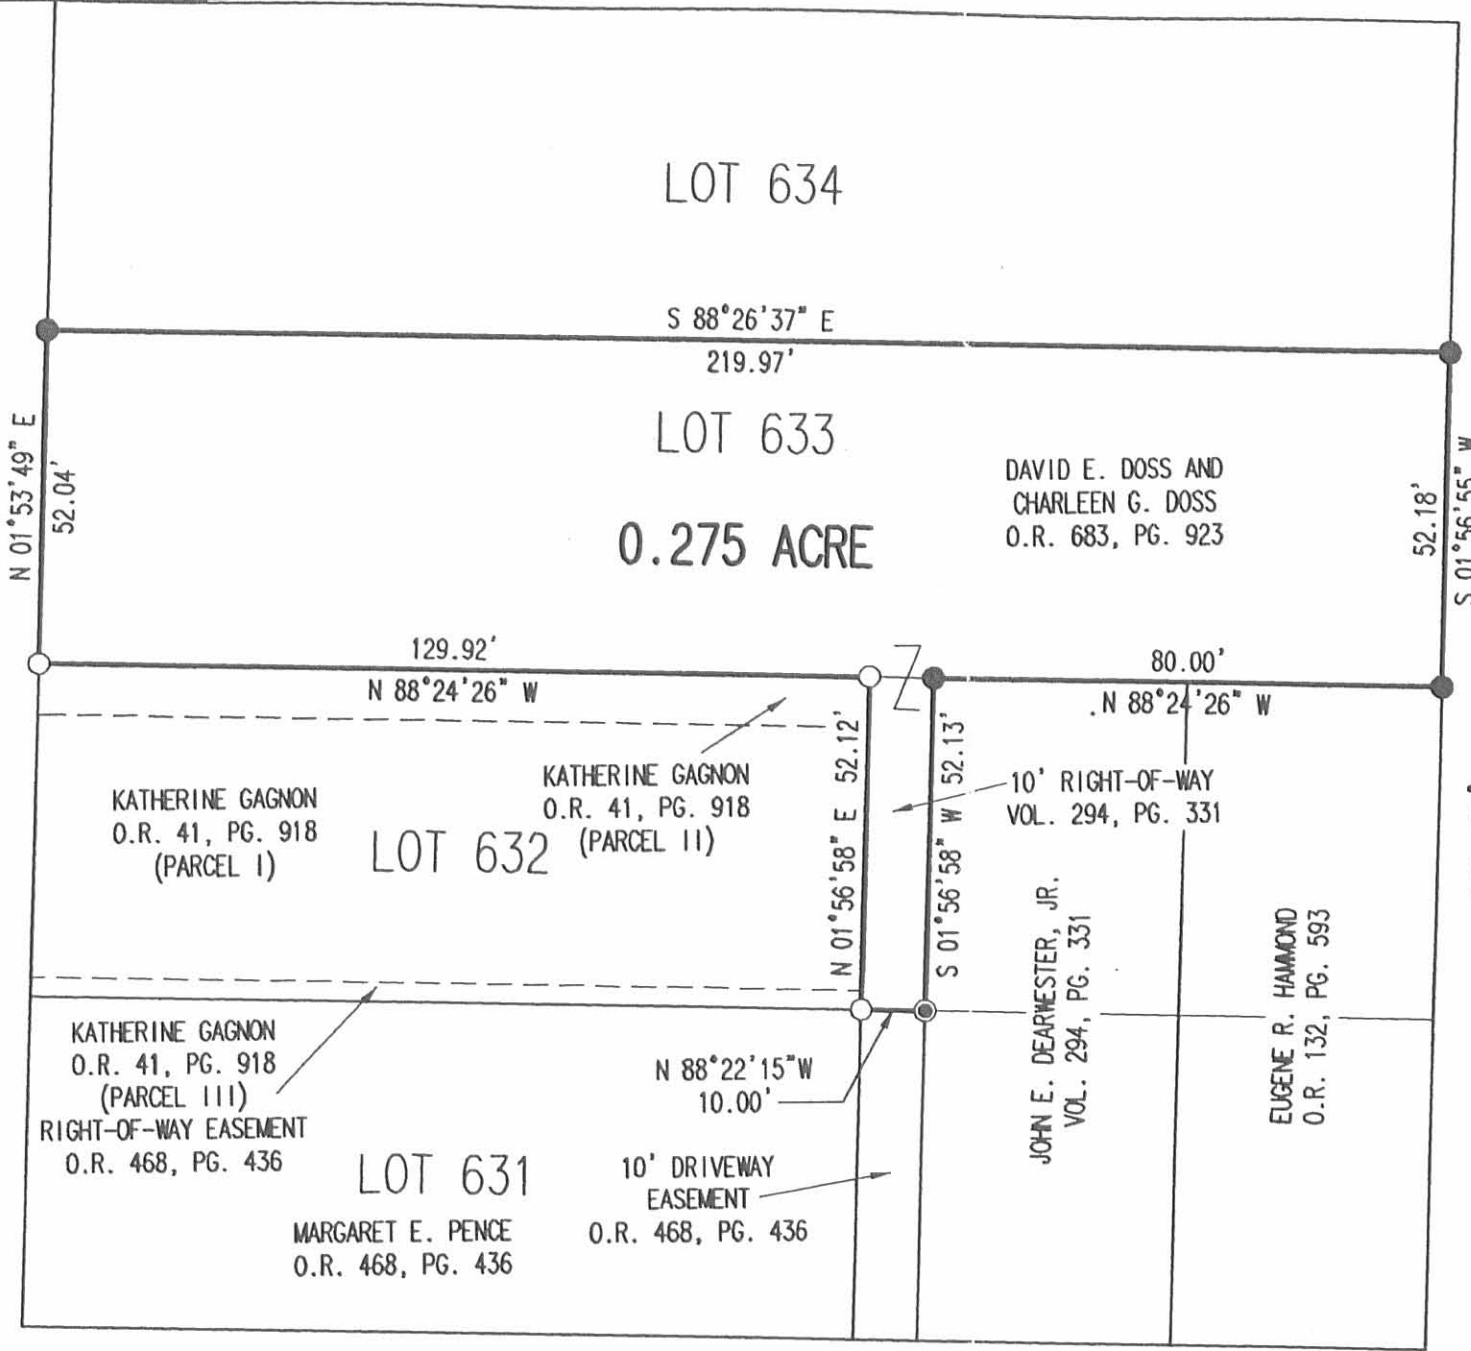 LOT 634
S 88°26'37" E
219.97'
LOT 633
DAVID E. DOSS AND
CHARLEEN G. DOSS
O.R. 683, PG. 923
0.275 ACRE
N 01°53'49" E
52.04'
52.18'
S 01°56'55" W
129.92'
N 88°24'26" W
80.00'
N 88°24'26" W
KATHERINE GAGNON
O.R. 41, PG. 918
(PARCEL I)
LOT 632
KATHERINE GAGNON
O.R. 41, PG. 918
(PARCEL II)
N 01°56'58" E 52.12'
S 01°56'58" W 52.13'
10' RIGHT-OF-WAY
VOL. 294, PG. 331
JOHN E. DEARWESTER, JR.
VOL. 294, PG. 331
EUGENE R. HAMMOND
O.R. 132, PG. 593
KATHERINE GAGNON
O.R. 41, PG. 918
(PARCEL III)
RIGHT-OF-WAY EASEMENT
O.R. 468, PG. 436
N 88°22'15"W
10.00'
LOT 631
MARGARET E. PENCE
O.R. 468, PG. 436
10' DRIVEWAY
EASEMENT
O.R. 468, PG. 436